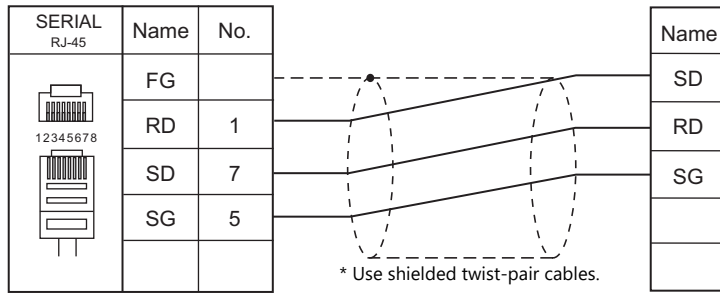 SERIAL Name No. Name
RJ-45
FG SD
RD 1 RD
12345678
SD 7 SG
SG 5
* Use shielded twist-pair cables.